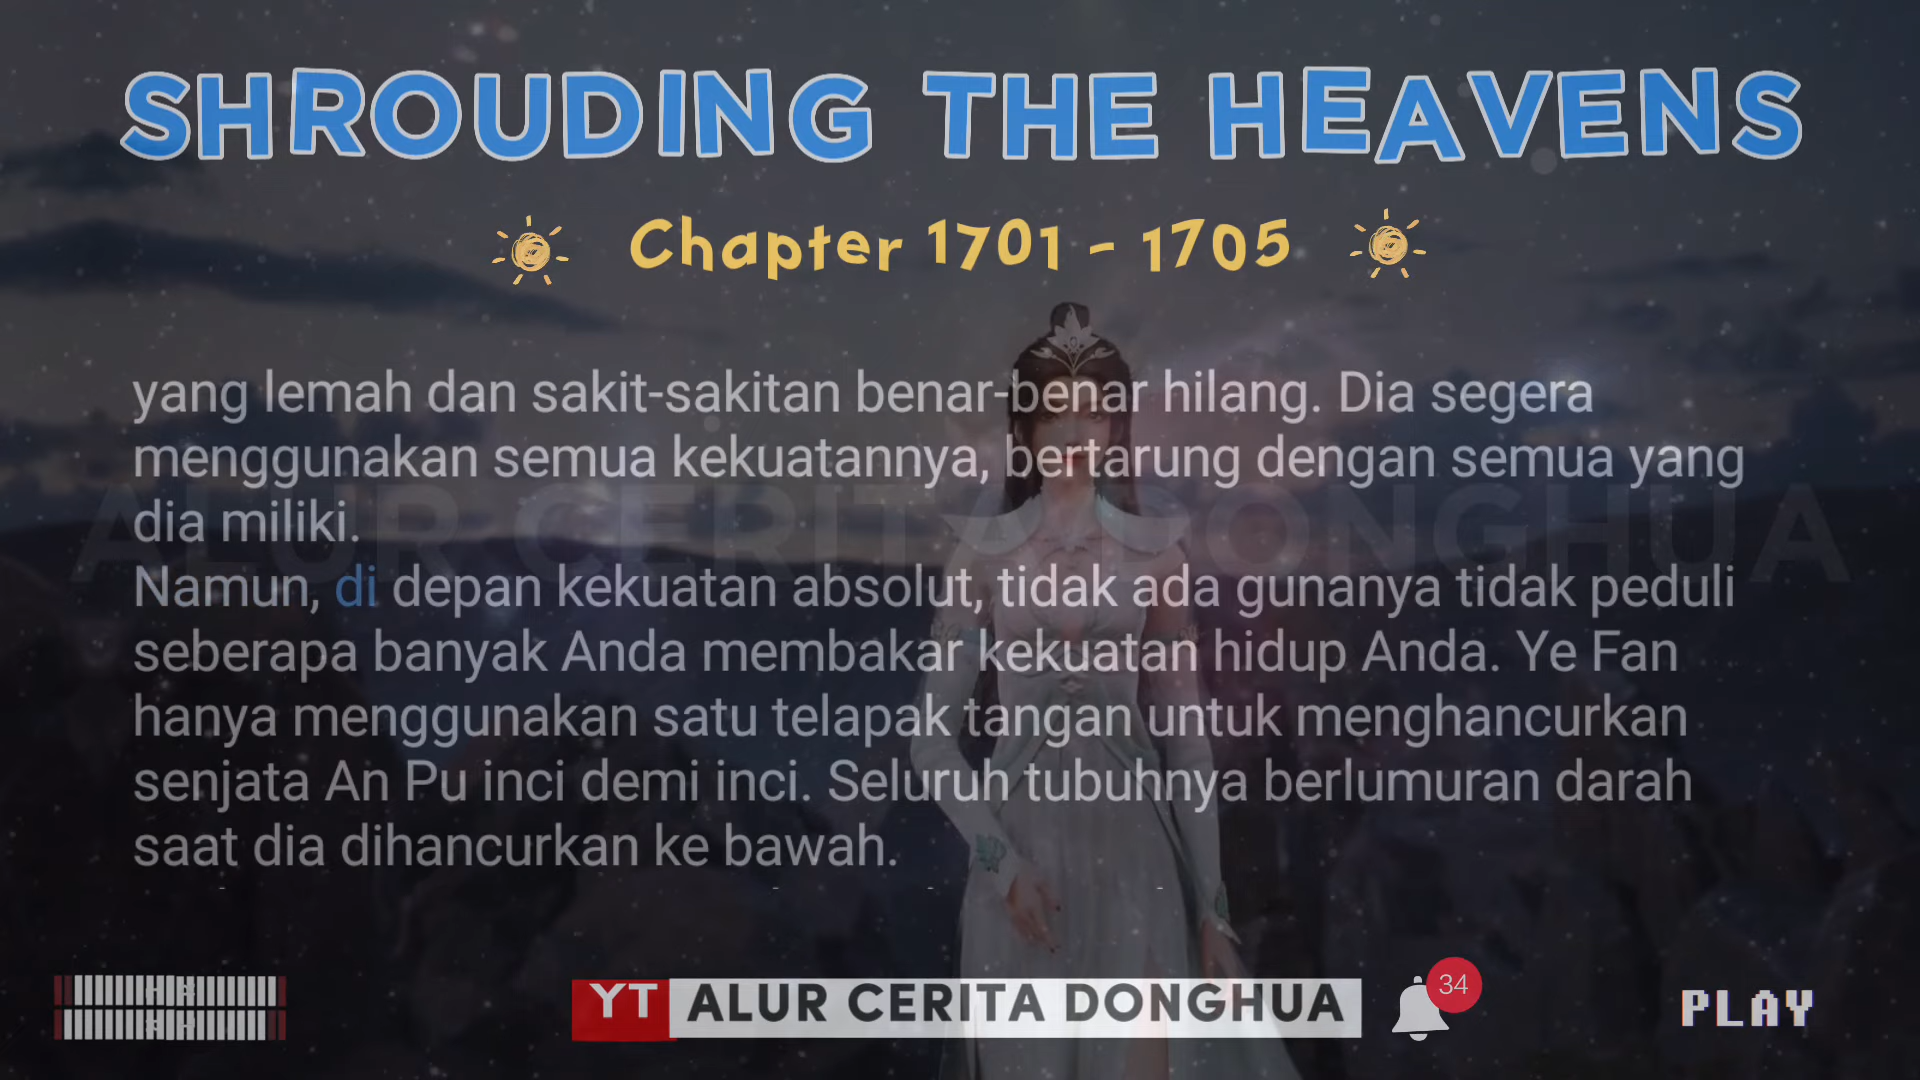 SHROUDING THE HEAVENS
Chapter 1701 - 1705
yang lemah dan sakit-sakitan benar-benar hilang. Dia segera
menggunakan semua kekuatannya, bertarung dengan semua yang
dia miliki.
ALUR CERITA DONGHUA
Namun, di depan kekuatan absolut, tidak ada gunanya tidak peduli
seberapa banyak Anda membakar kekuatan hidup Anda. Ye Fan
hanya menggunakan satu telapak tangan untuk menghancurkan
senjata An Pu inci demi inci. Seluruh tubuhnya berlumuran darah
saat dia dihancurkan ke bawah.
YT ALUR CERITA DONGHUA
34
PLAY